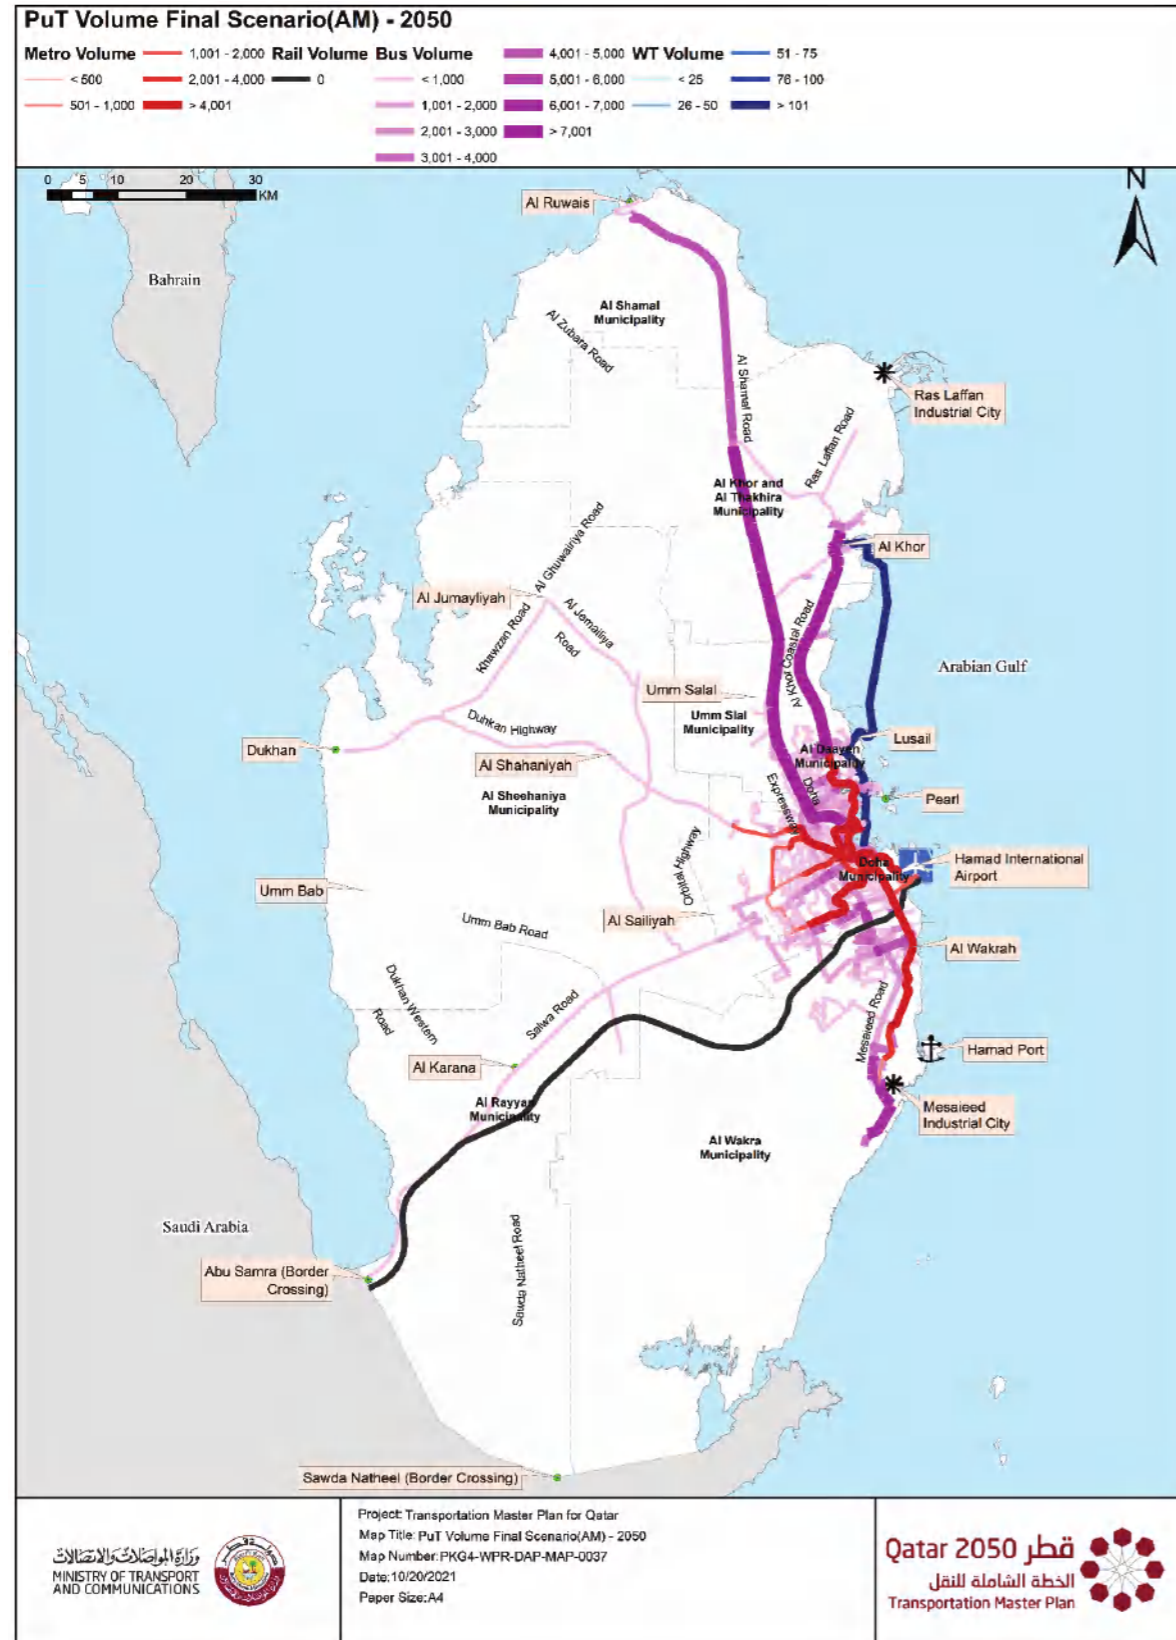 PuT Volume Final Scenario(AM) - 2050
Metro Volume
< 500
501 - 1,000
1,001 - 2,000
2,001 - 4,000
> 4,001
Rail Volume
0
Bus Volume
< 1,000
1,001 - 2,000
2,001 - 3,000
3,001 - 4,000
4,001 - 5,000
5,001 - 6,000
6,001 - 7,000
> 7,001
WT Volume
< 25
26 - 50
51 - 75
76 - 100
> 101
0 5 10 20 30
KM
N
Al Ruwais
Bahrain
Al Shamal
Municipality
Al Zubara Road
Al Shamal Road
Ras Laffan
Industrial City
Ras Laffan Road
Al Khor and
Al Thakhira
Municipality
Al Khor
Al Ghuwairiya Road
Al Jumayliyah
Al Jemailiya
Road
Khawzan Road
Al Khor Coastal Road
Arabian Gulf
Umm Salal
Umm Slal
Municipality
Duhkan Highway
Dukhan
Lusail
Al Daayen
Municipality
Al Shahaniyah
Al Sheehaniya
Municipality
Doha
Expressway
Pearl
Orbital Highway
Doha
Municipality
Hamad International
Airport
Umm Bab
Al Sailiyah
Umm Bab Road
Al Wakrah
Dukhan Western
Road
Salwa Road
Mesaieed Road
Hamad Port
Al Karana
Al Rayyan
Municipality
Mesaieed
Industrial City
Al Wakra
Municipality
Saudi Arabia
Sawda Natheel Road
Abu Samra (Border
Crossing)
Sawda Natheel (Border Crossing)
وزارة المواصلات والاتصالات
MINISTRY OF TRANSPORT
AND COMMUNICATIONS
Project: Transportation Master Plan for Qatar
Map Title: PuT Volume Final Scenario(AM) - 2050
Map Number:PKG4-WPR-DAP-MAP-0037
Date:10/20/2021
Paper Size:A4
Qatar 2050 قطر
الخطة الشاملة للنقل
Transportation Master Plan